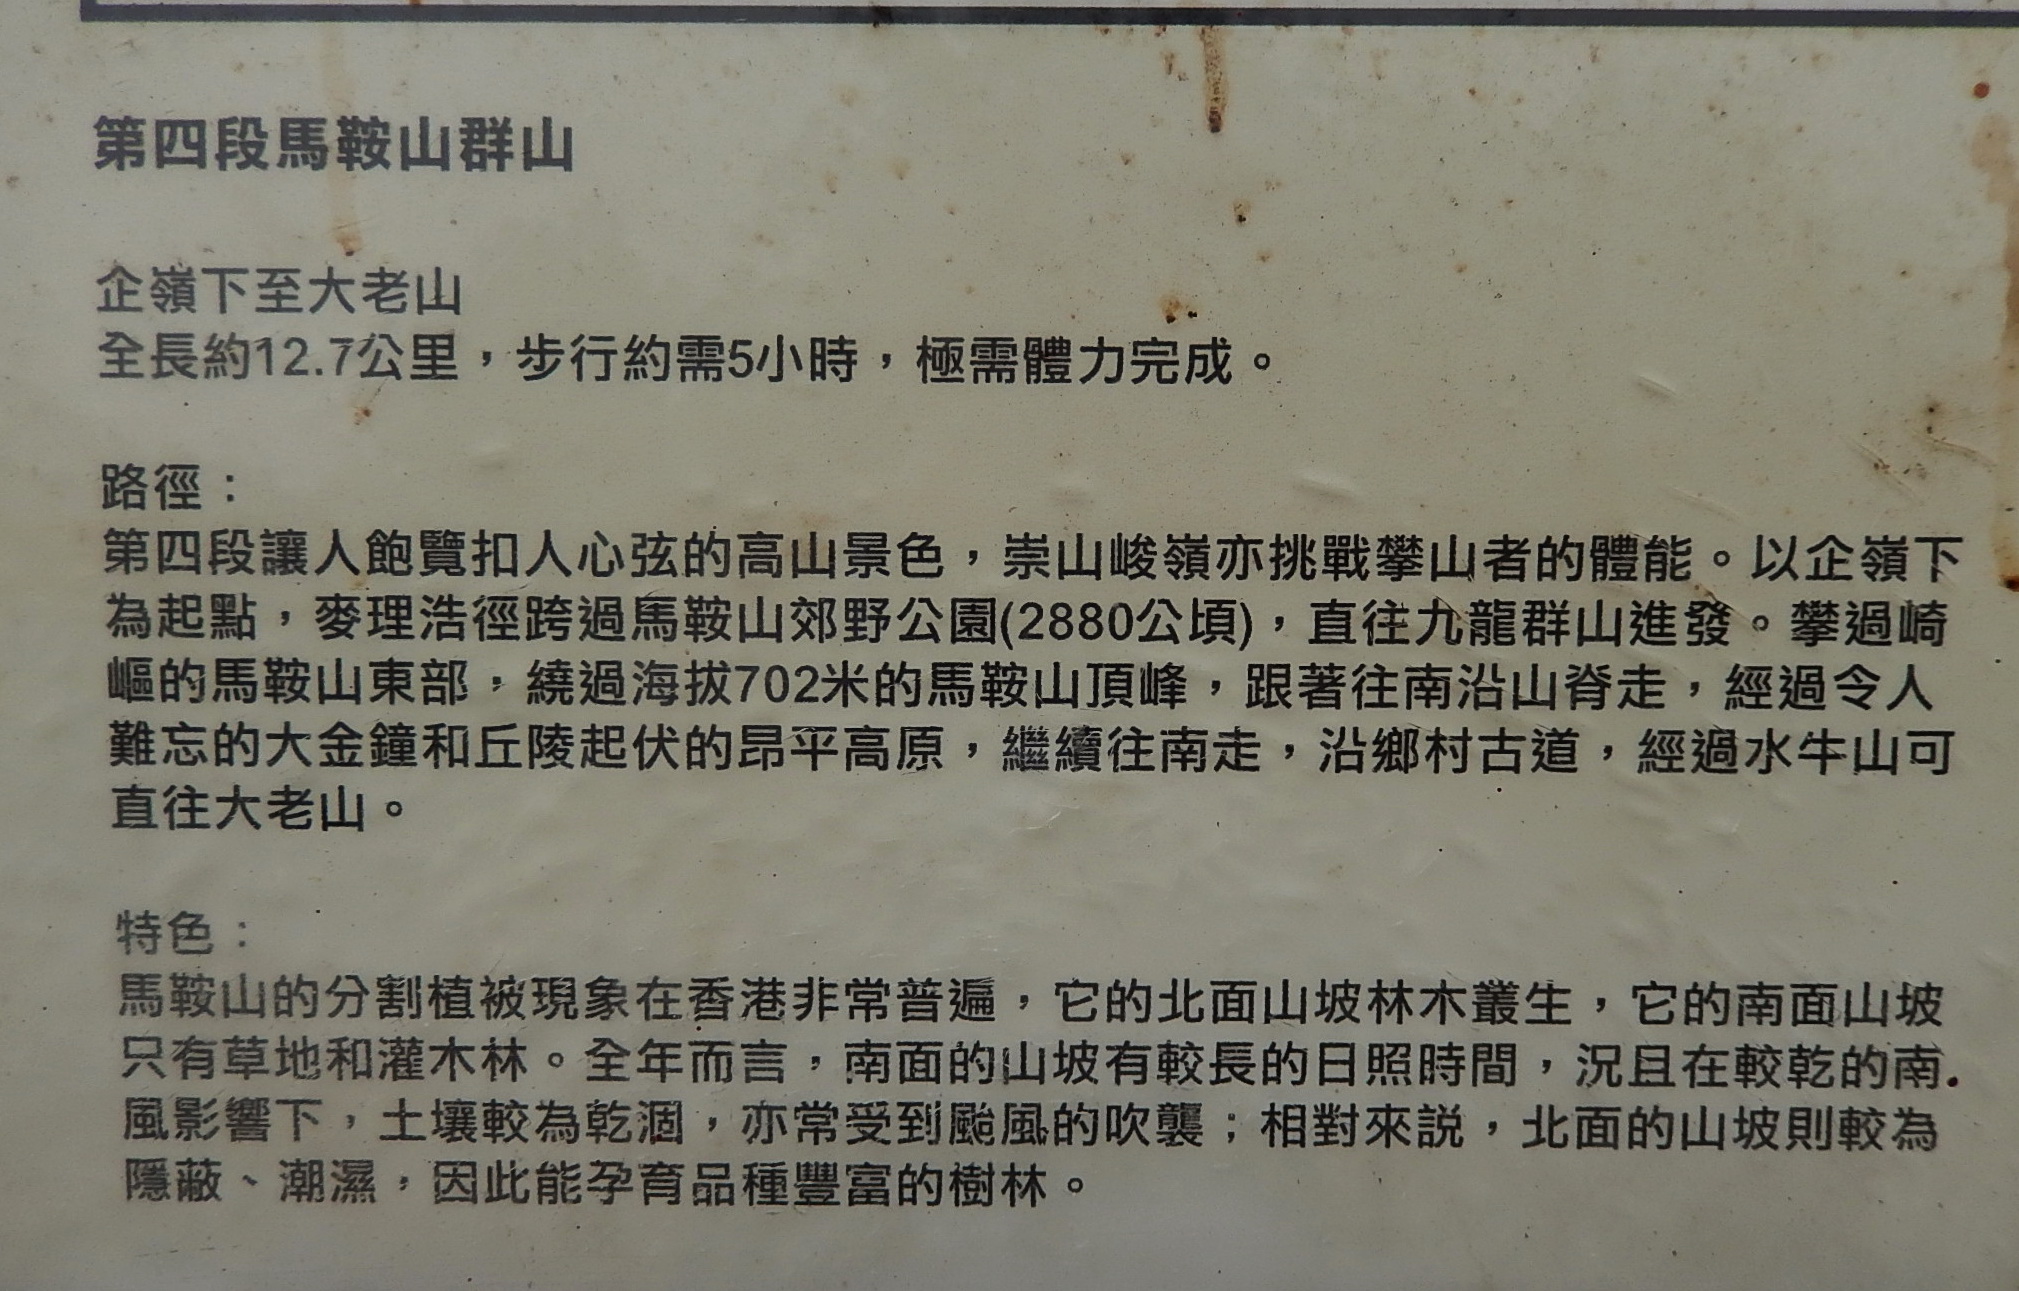 第四段馬鞍山群山
企嶺下至大老山
全長約12.7公里，步行約需5小時，極需體力完成。
路徑：
第四段讓人飽覽扣人心弦的高山景色，崇山峻嶺亦挑戰攀山者的體能。以企嶺下
為起點，麥理浩徑跨過馬鞍山郊野公園(2880公頃)，直往九龍群山進發。攀過崎
嶇的馬鞍山東部，繞過海拔702米的馬鞍山頂峰，跟著往南沿山脊走，經過令人
難忘的大金鐘和丘陵起伏的昂平高原，繼續往南走，沿鄉村古道，經過水牛山可
直往大老山。
特色：
馬鞍山的分割植被現象在香港非常普遍，它的北面山坡林木叢生，它的南面山坡
只有草地和灌木林。全年而言，南面的山坡有較長的日照時間，況且在較乾的南
風影響下，土壤較為乾涸，亦常受到颱風的吹襲；相對來説，北面的山坡則較為
隱蔽、潮濕，因此能孕育品種豐富的樹林。